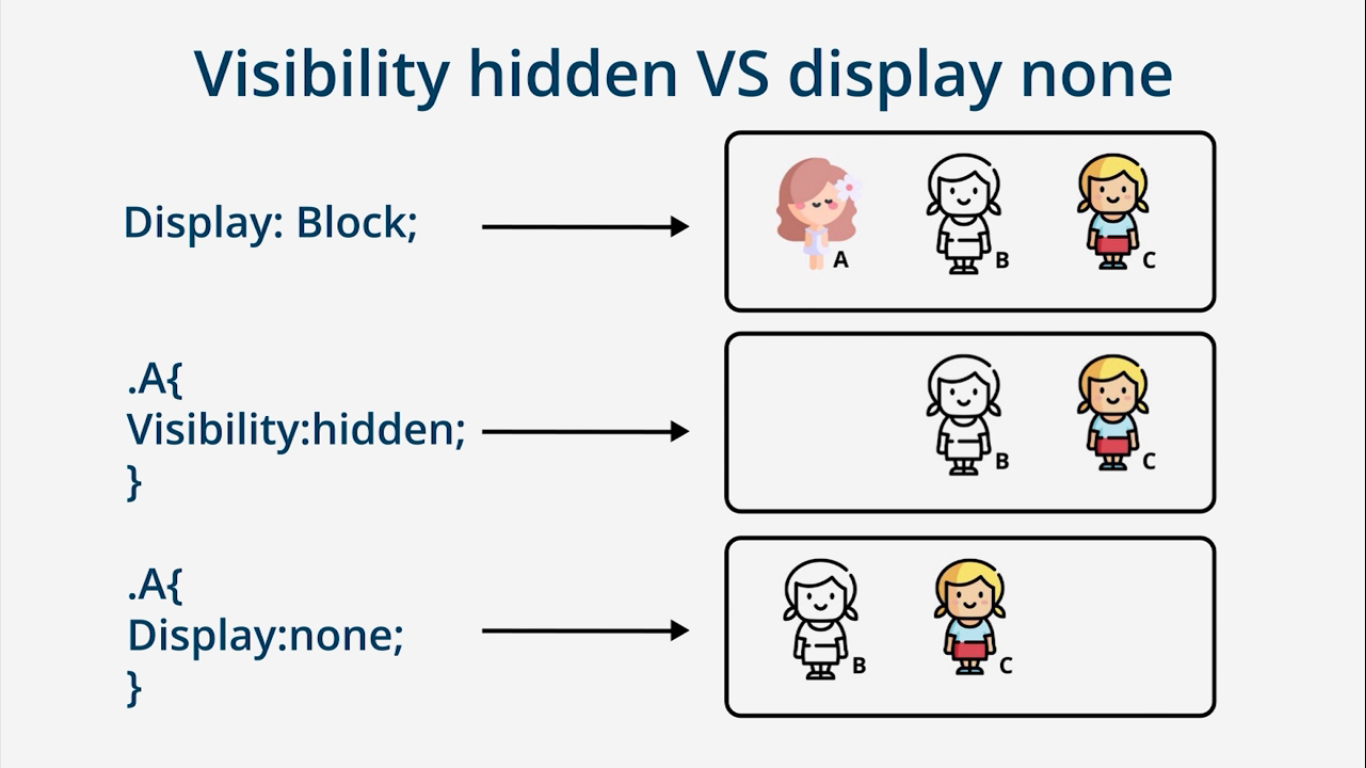 Visibility hidden VS display none
Display: Block;
A
B
C
.A{
Visibility:hidden;
}
B
C
.A{
Display:none;
}
B
C